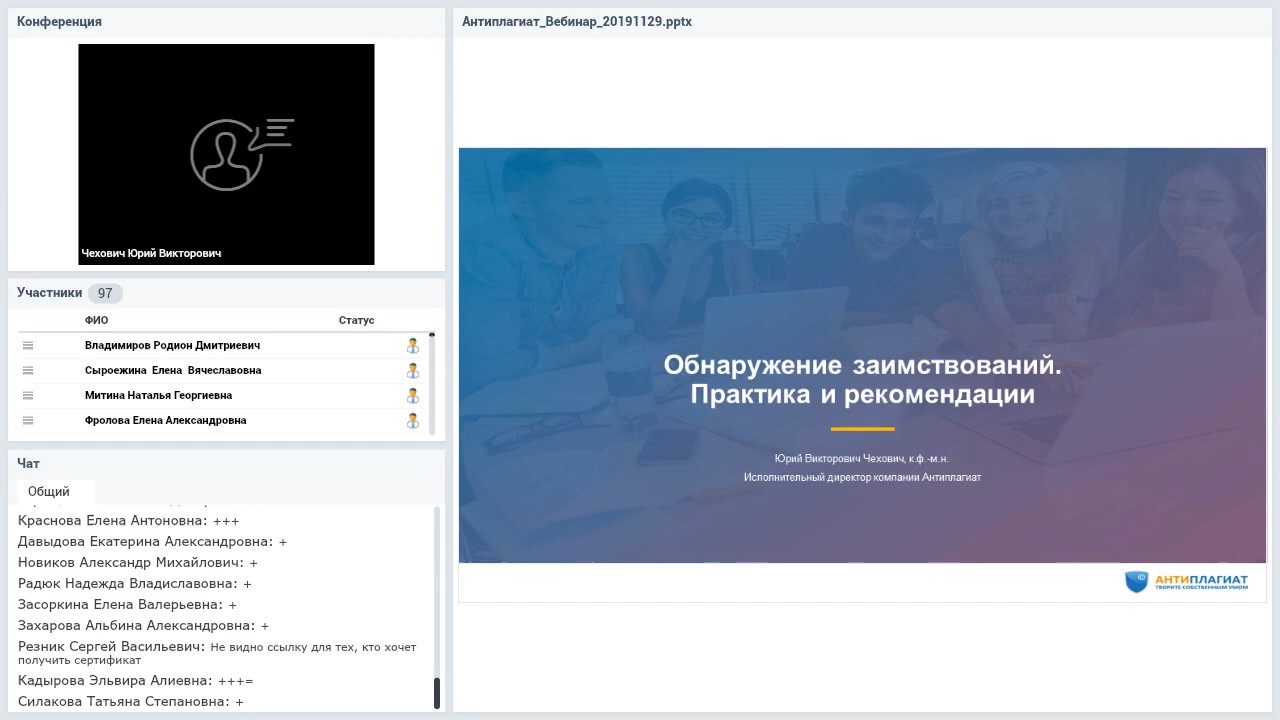 Конференция
Чехович Юрий Викторович
Участники 97
ФИО Статус
Владимиров Родион Дмитриевич
Сыроежина Елена Вячеславовна
Митина Наталья Георгиевна
Фролова Елена Александровна
Чат
Общий
Краснова Елена Антоновна: +++
Давыдова Екатерина Александровна: +
Новиков Александр Михайлович: +
Радюк Надежда Владиславовна: +
Засоркина Елена Валерьевна: +
Захарова Альбина Александровна: +
Резник Сергей Васильевич: Не видно ссылку для тех, кто хочет
получить сертификат
Кадырова Эльвира Алиевна: +++=
Силакова Татьяна Степановна: +
Антиплагиат_Вебинар_20191129.pptx
Обнаружение заимствований.
Практика и рекомендации
Юрий Викторович Чехович, к.ф.-м.н.
Исполнительный директор компании Антиплагиат
АНТИПЛАГИАТ
ТВОРИТЕ СОБСТВЕННЫМ УМОМ